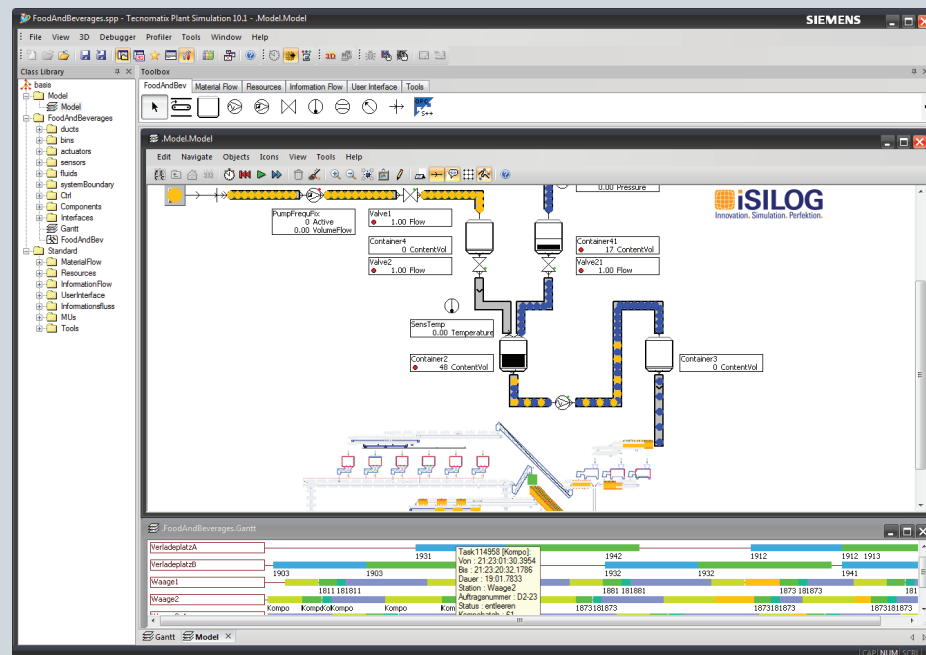 FoodAndBeverages.spp - Tecnomatix Plant Simulation 10.1 - .Model.Model
SIEMENS
File View 3D Debugger Profiler Tools Window Help
Class Library
Toolbox
basis
Model
Model
FoodAndBeverages
ducts
bins
actuators
sensors
fluids
systemBoundary
Ctrl
Components
Interfaces
Gantt
FoodAndBev
Standard
MaterialFlow
Resources
InformationFlow
UserInterface
Informationsfluss
MUs
Tools
FoodAndBev Material Flow Resources Information Flow User Interface Tools
OPC
S++
.Model.Model
Edit Navigate Objects Icons View Tools Help
0.00 Pressure
iSILOG
Innovation. Simulation. Perfektion.
PumpFrequFix
0 Active
0.00 VolumeFlow
Valve1
1.00 Flow
Container4
0 ContentVol
Valve2
1.00 Flow
Container41
17 ContentVol
Valve21
1.00 Flow
SensTemp
0.00 Temperature
Container2
48 ContentVol
Container3
0 ContentVol
.FoodAndBeverages.Gantt
VerladeplatzA
1931 1942 1912 1912 1913
VerladeplatzB
1903 1903 1932 1932 1941
Waage1
1811 181811 1881 181881 1873 181873 181
Waage2
Kompo Kompo Kompo 1873181873 1873181873 1873181873
Task114958 [Kompo]:
Von : 21:23:01:30.3954
Bis : 21:23:20:32.1786
Dauer : 19:01.7833
Station : Waage2
Auftragsnummer : D2-23
Status : entleeren
Gantt Model
CAP NUM SCRL